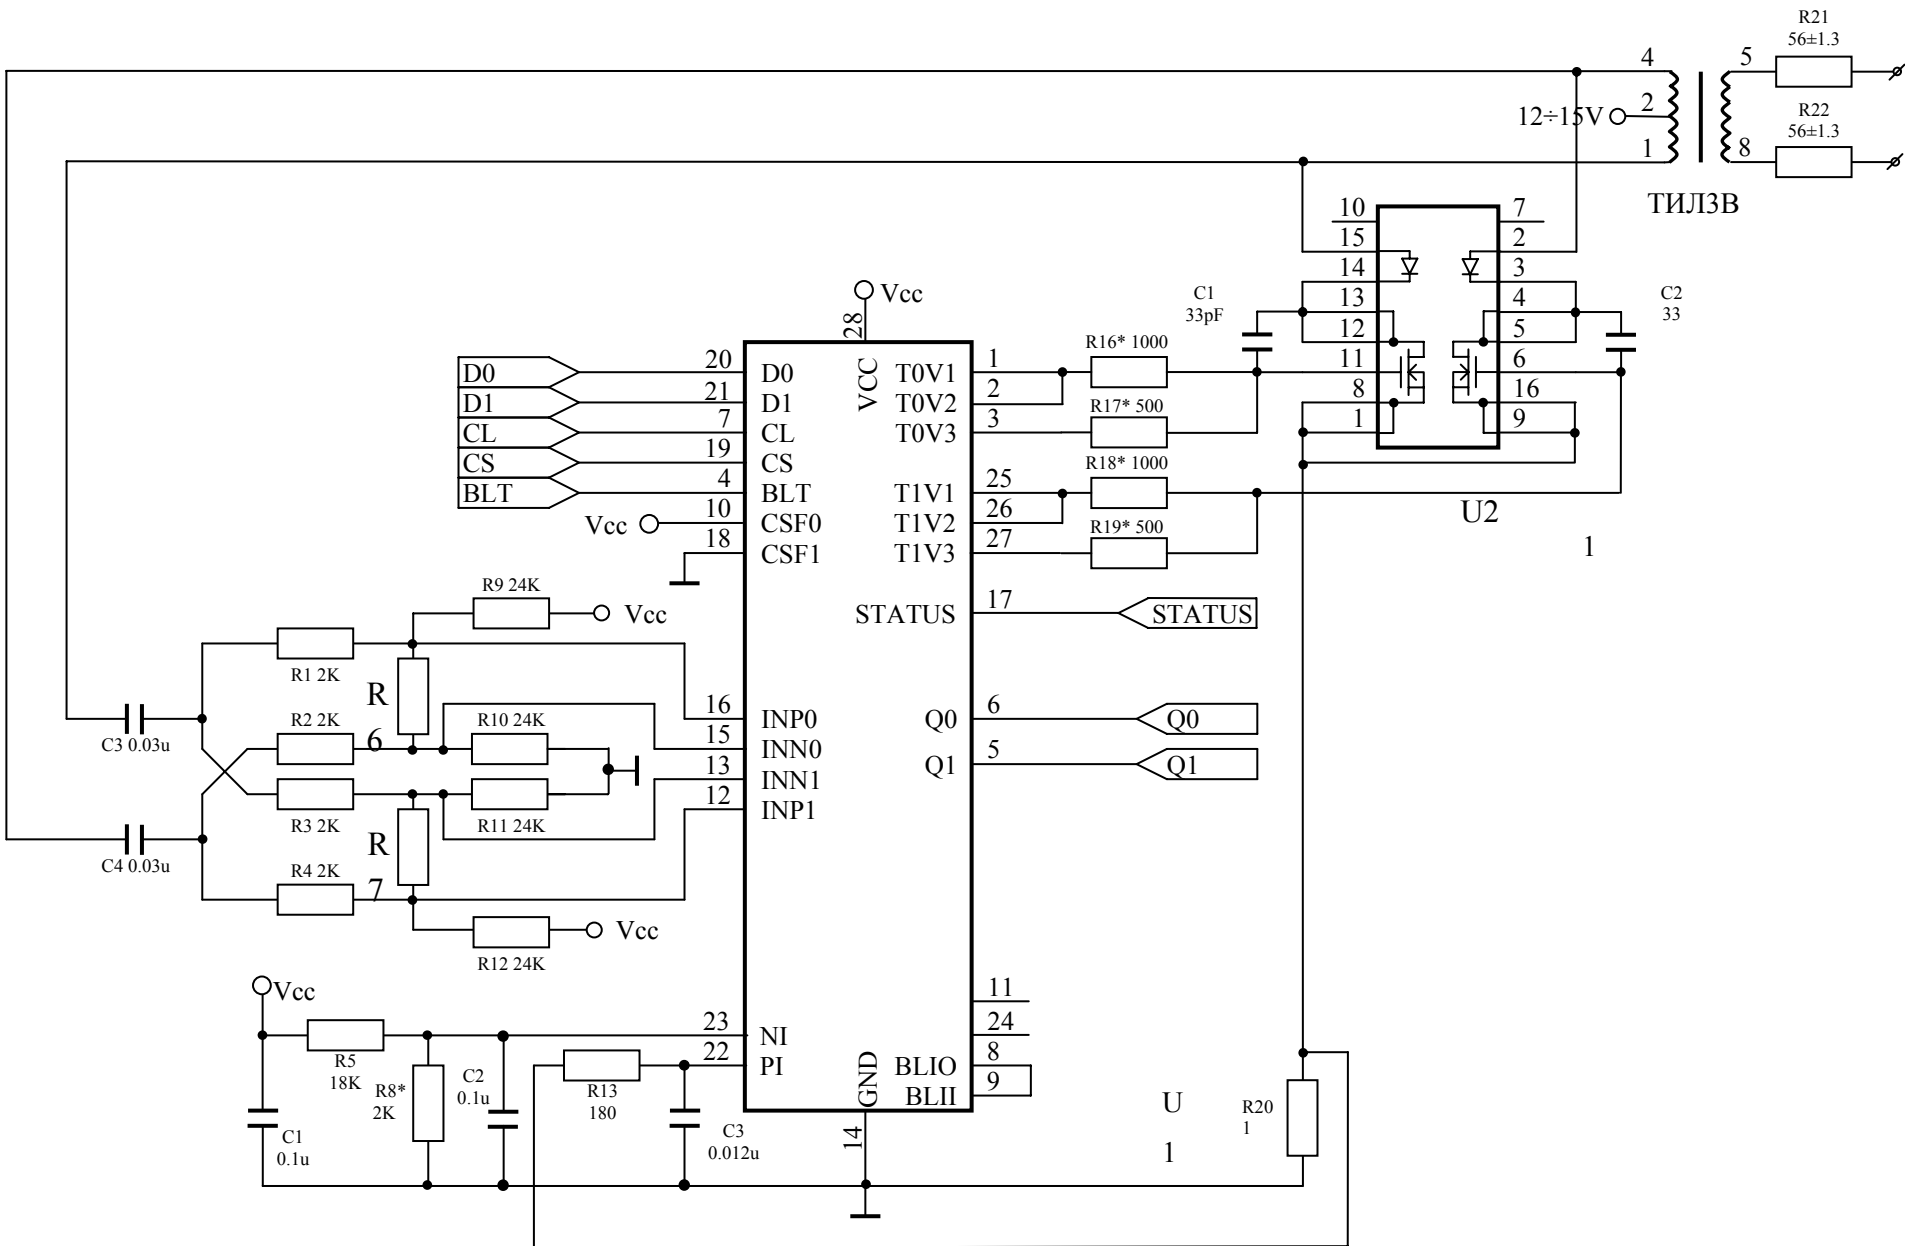 R21
56±1.3
4
5
12÷15V
2
R22
56±1.3
1
8
ТИЛ3В
10
7
15
2
14
3
13
4
12
5
11
6
8
16
1
9
C1
33pF
C2
33
U2
1
Vcc
28
VCC
D0
20
D0
D1
21
D1
CL
7
CL
CS
19
CS
BLT
4
BLT
Vcc
10
CSF0
18
CSF1
T0V1
1
T0V2
2
T0V3
3
R16* 1000
R17* 500
T1V1
25
T1V2
26
T1V3
27
R18* 1000
R19* 500
STATUS
17
STATUS
R9 24K
Vcc
R1 2K
R
6
R2 2K
R10 24K
C3 0.03u
R3 2K
R11 24K
R
7
C4 0.03u
R4 2K
R12 24K
Vcc
16
INP0
15
INN0
13
INN1
12
INP1
Q0
6
Q0
Q1
5
Q1
Vcc
R5
18K
R8*
2K
C2
0.1u
C1
0.1u
R13
180
C3
0.012u
23
NI
22
PI
GND
14
11
24
BLIO
8
BLII
9
U
1
R20
1